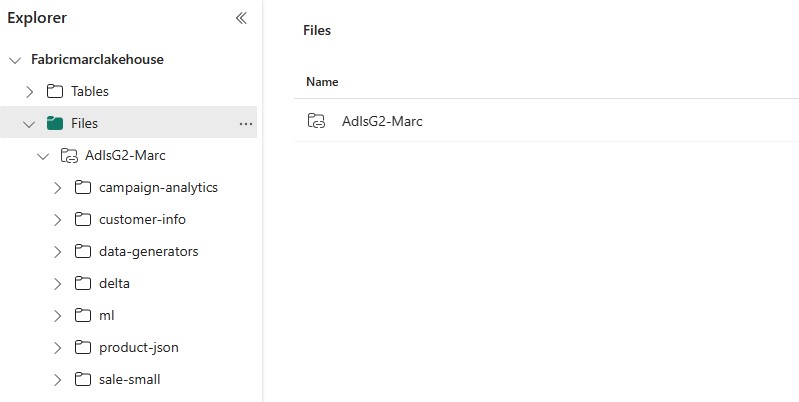 Explorer
Fabricmarclakehouse
Tables
Files
AdlsG2-Marc
campaign-analytics
customer-info
data-generators
delta
ml
product-json
sale-small
Files
Name
AdlsG2-Marc